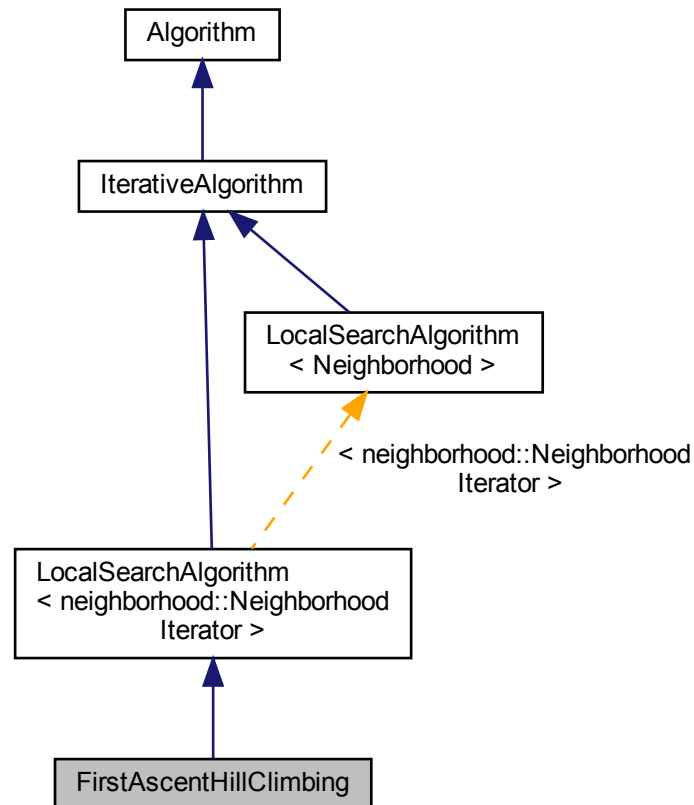 Algorithm
IterativeAlgorithm
LocalSearchAlgorithm
< Neighborhood >
< neighborhood::Neighborhood
Iterator >
LocalSearchAlgorithm
< neighborhood::Neighborhood
Iterator >
FirstAscentHillClimbing